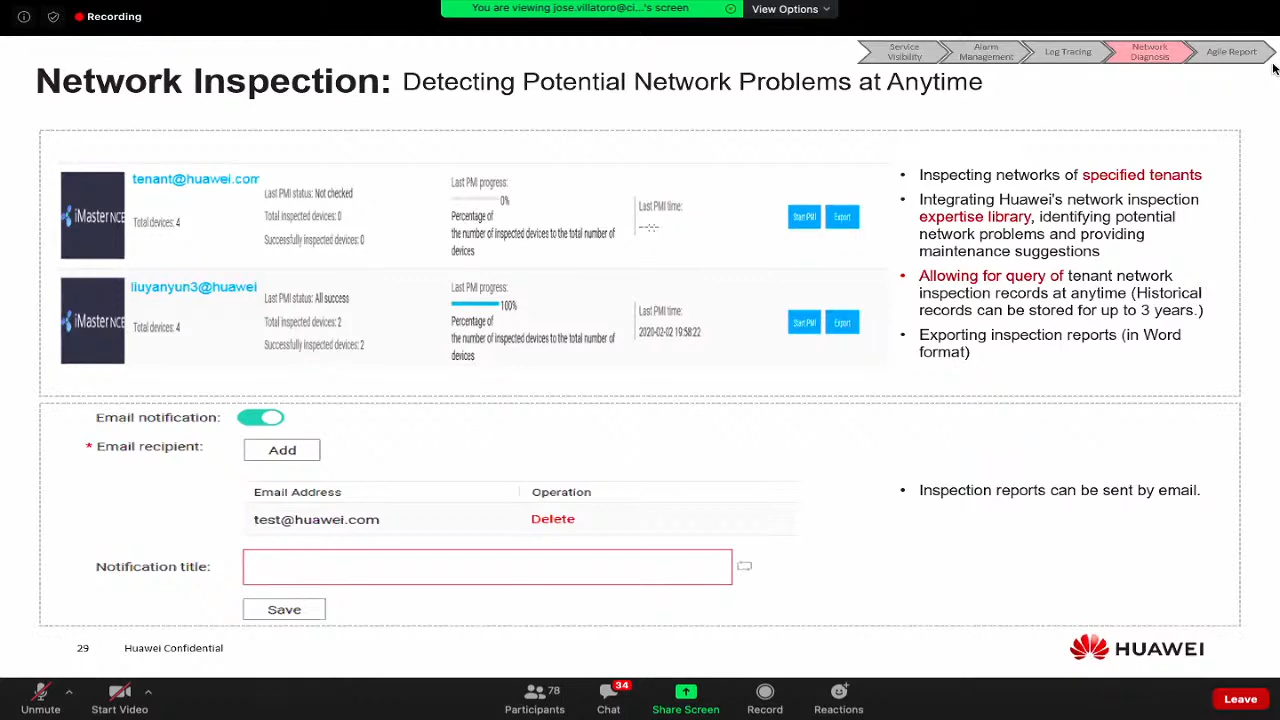 Recording
You are viewing jose.villatoro@ci...'s screen
View Options
Service Visibility
Alarm Management
Log Tracing
Network Diagnosis
Agile Report
Network Inspection: Detecting Potential Network Problems at Anytime
iMaster NCE
tenant@huawei.com
Total devices: 4
Last PMI status: Not checked
Total inspected devices: 0
Successfully inspected devices: 0
Last PMI progress:
0%
Percentage of
the number of inspected devices to the total number of
devices
Last PMI time:
--:--
Start PMI
Export
iMaster NCE
liuyanyun3@huawei
Total devices: 4
Last PMI status: All success
Total inspected devices: 2
Successfully inspected devices: 2
Last PMI progress:
100%
Percentage of
the number of inspected devices to the total number of
devices
Last PMI time:
2020-02-02 19:58:22
Start PMI
Export
• Inspecting networks of specified tenants
• Integrating Huawei's network inspection
expertise library, identifying potential
network problems and providing
maintenance suggestions
• Allowing for query of tenant network
inspection records at anytime (Historical
records can be stored for up to 3 years.)
• Exporting inspection reports (in Word
format)
Email notification:
* Email recipient:
Add
Email Address
Operation
test@huawei.com
Delete
Notification title:
Save
• Inspection reports can be sent by email.
29
Huawei Confidential
HUAWEI
Unmute
Start Video
78
Participants
34
Chat
Share Screen
Record
Reactions
Leave